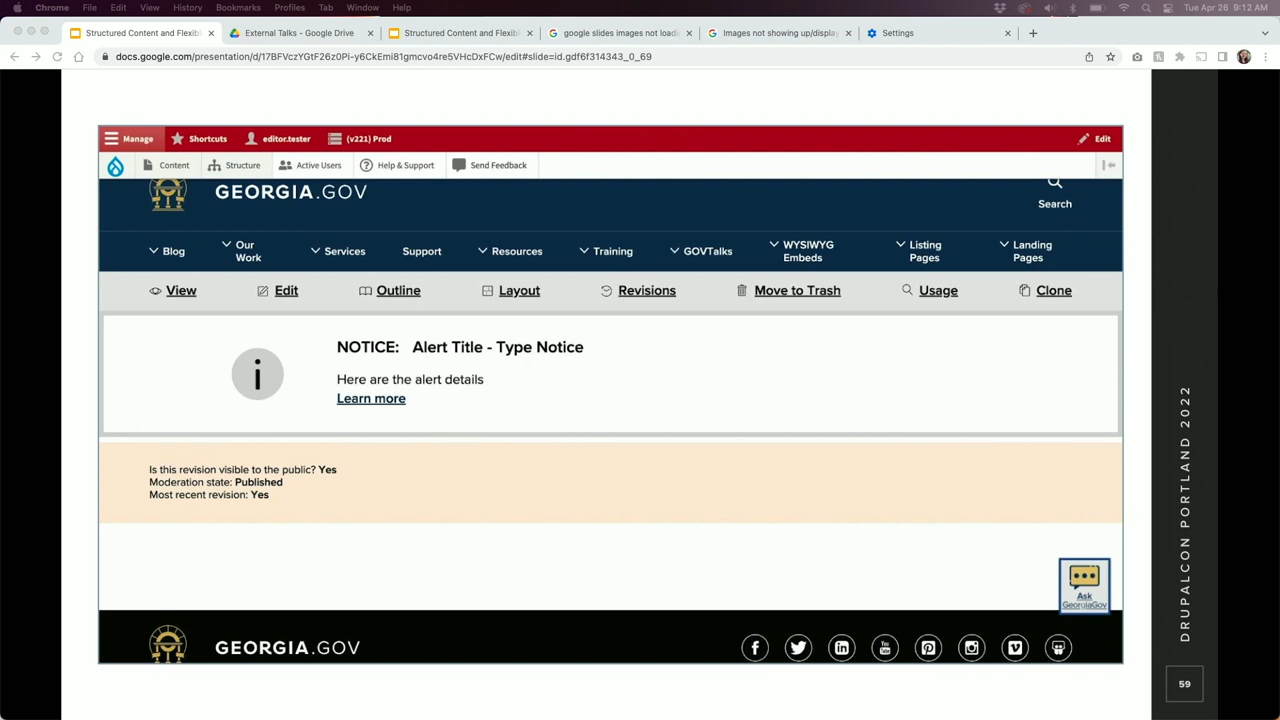 Chrome File Edit View History Bookmarks Profiles Tab Window Help Tue Apr 26 9:12 AM
Structured Content and Flexibl External Talks - Google Drive Structured Content and Flexibl google slides images not loadi Images not showing up/display Settings
docs.google.com/presentation/d/17BFVczYGtF26z0Pi-y6CkEmi81gmcvo4re5VHcDxFCw/edit#slide=id.gdf6f314343_0_69
Manage Shortcuts editor.tester (v221) Prod Edit
Content Structure Active Users Help & Support Send Feedback
GEORGIA.GOV
Search
Blog Our Work Services Support Resources Training GOVTalks WYSIWYG Embeds Listing Pages Landing Pages
View Edit Outline Layout Revisions Move to Trash Usage Clone
i
NOTICE: Alert Title - Type Notice
Here are the alert details
Learn more
Is this revision visible to the public? Yes
Moderation state: Published
Most recent revision: Yes
Ask
GeorgiaGov
GEORGIA.GOV
You Tube
DRUPALCON PORTLAND 2022
59